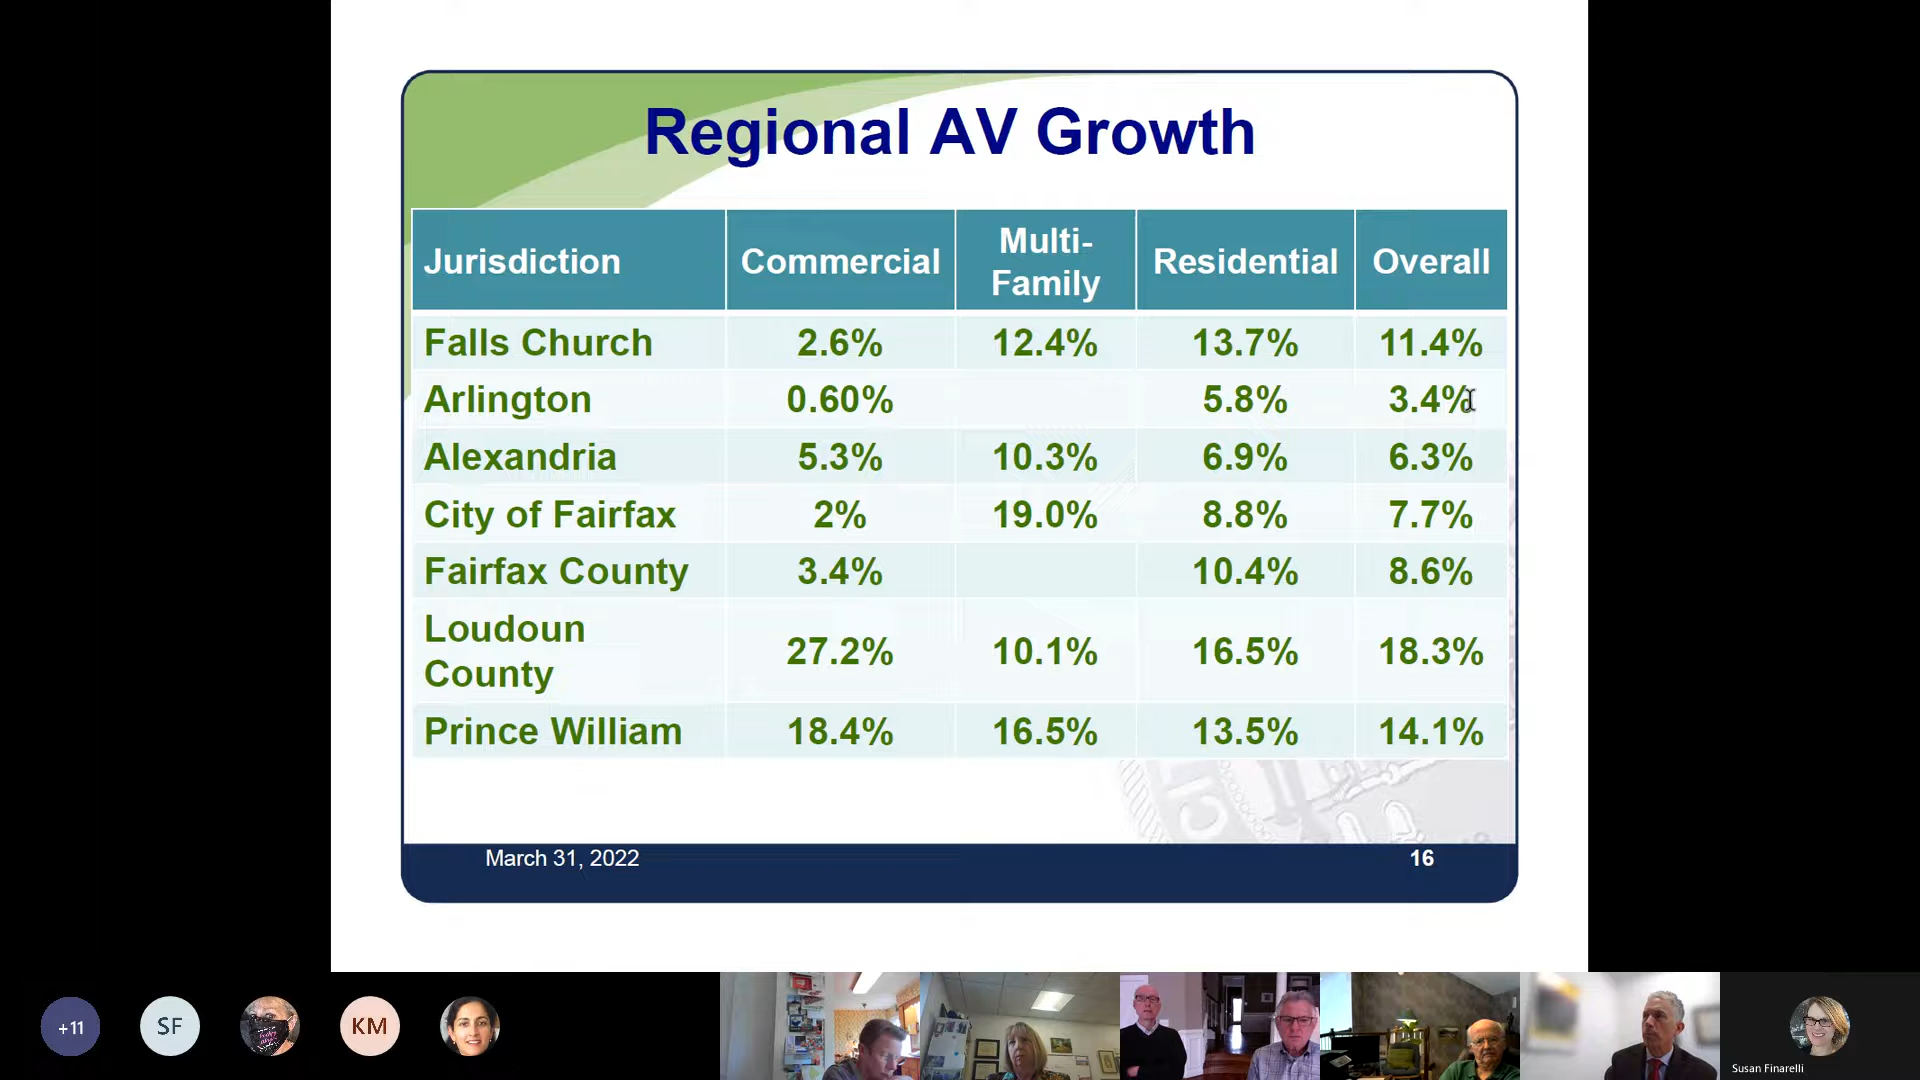 Regional AV Growth
Jurisdiction Commercial Multi-Family Residential Overall
Falls Church 2.6% 12.4% 13.7% 11.4%
Arlington 0.60% 5.8% 3.4%
Alexandria 5.3% 10.3% 6.9% 6.3%
City of Fairfax 2% 19.0% 8.8% 7.7%
Fairfax County 3.4% 10.4% 8.6%
Loudoun County 27.2% 10.1% 16.5% 18.3%
Prince William 18.4% 16.5% 13.5% 14.1%
March 31, 2022 16
+11 SF KM
Susan Finarelli